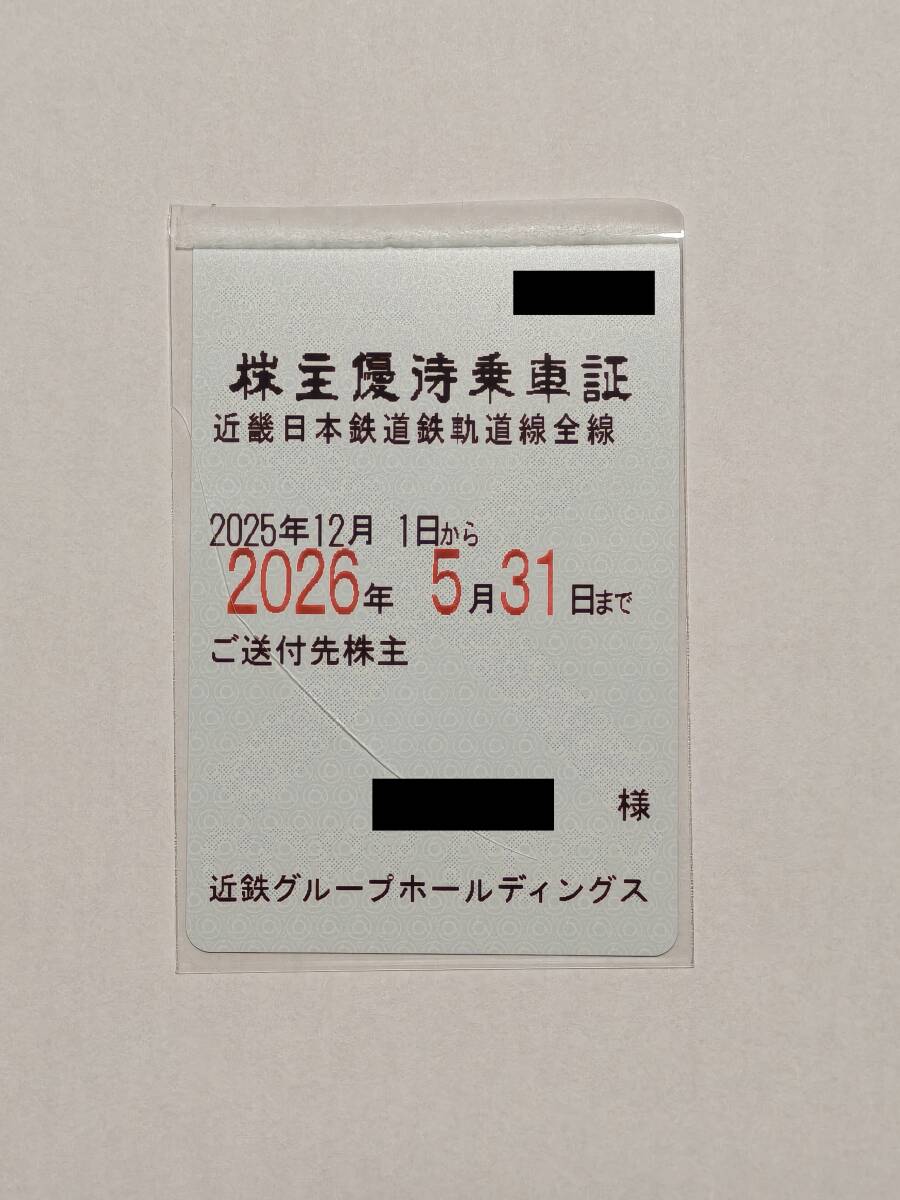 株主優待乗車証
近畿日本鉄道鉄軌道線全線
2025年12月 1日から
2026年 5月31日まで
ご送付先株主
様
近鉄グループホールディングス